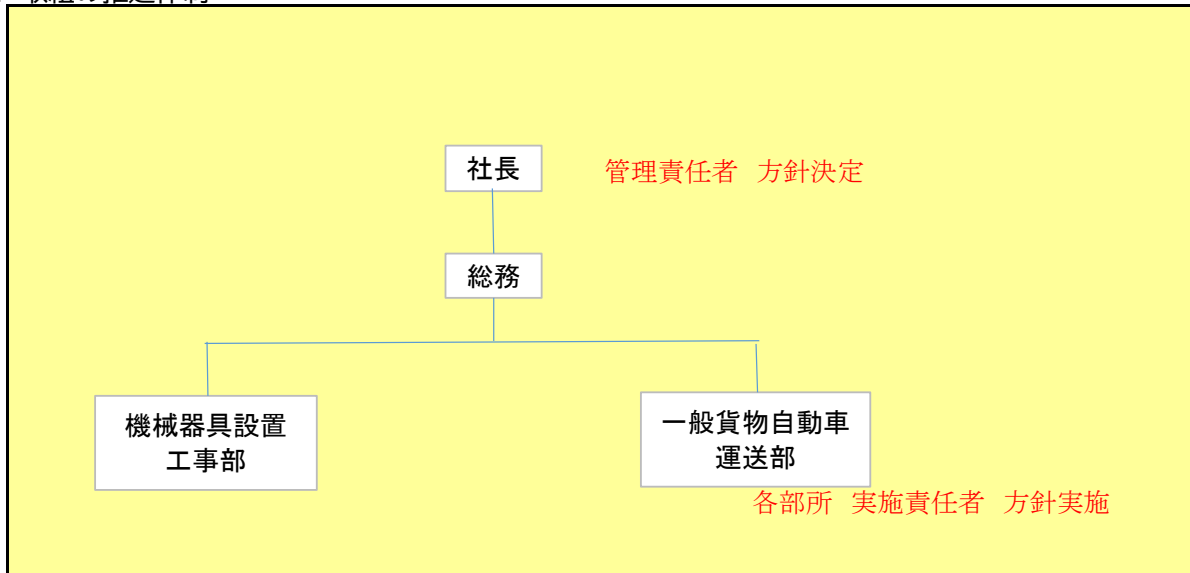 社長
管理責任者 方針決定
総務
機械器具設置
工事部
一般貨物自動車
運送部
各部所 実施責任者 方針実施